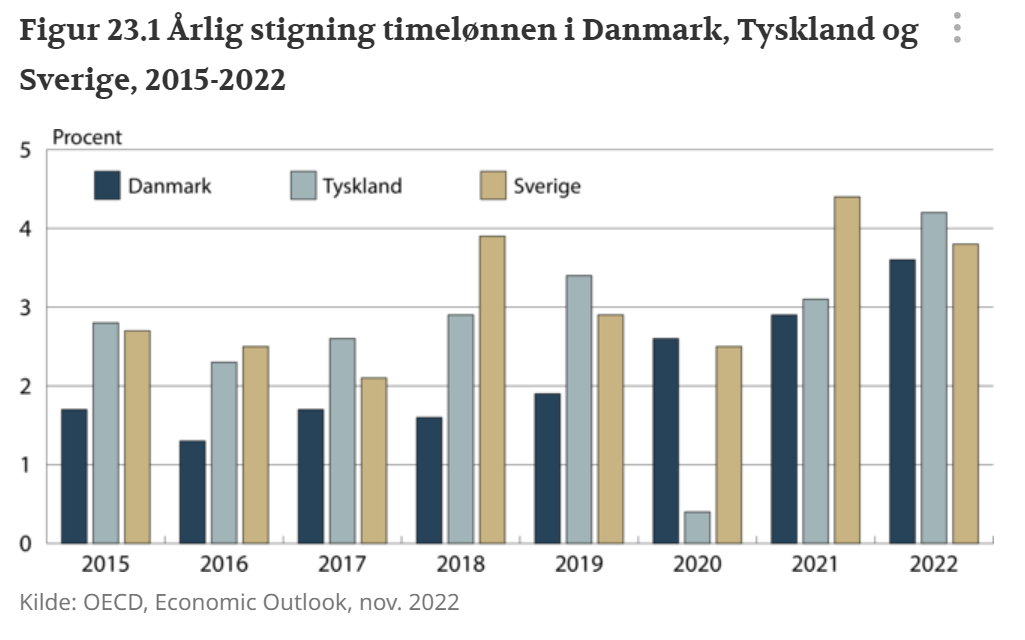 Figur 23.1 Årlig stigning timelønnen i Danmark, Tyskland og
Sverige, 2015-2022
Procent
5
Danmark Tyskland Sverige
4
3
2
1
0
2015 2016 2017 2018 2019 2020 2021 2022
Kilde: OECD, Economic Outlook, nov. 2022